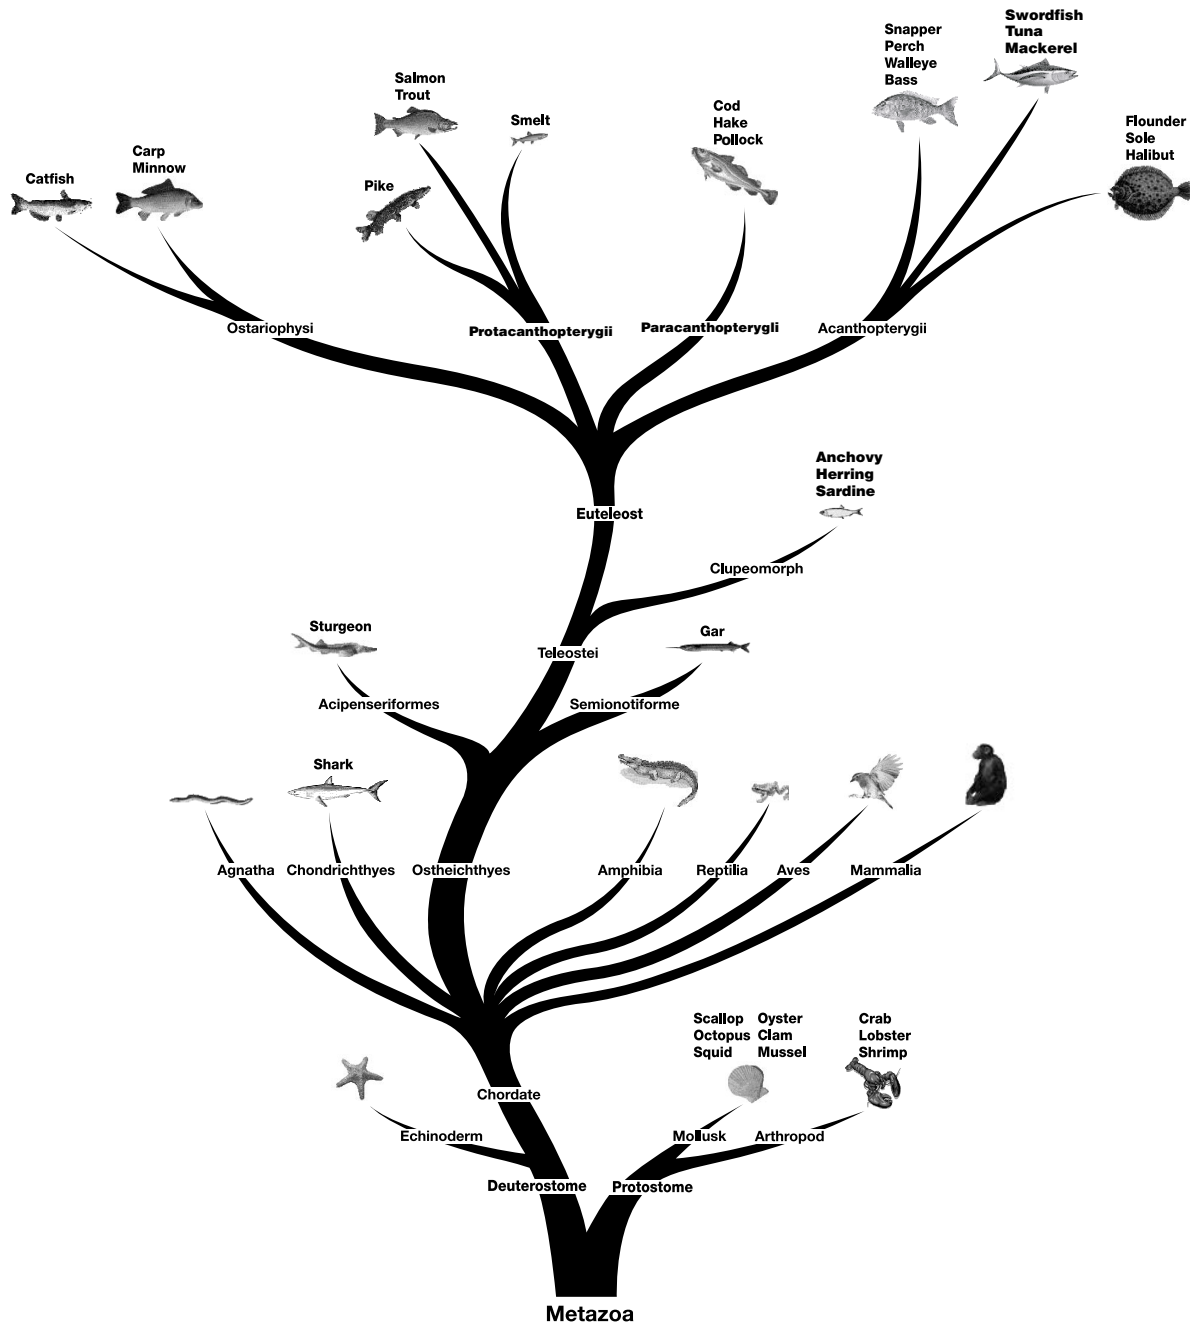 Swordfish
Tuna
Mackerel
Snapper
Perch
Walleye
Bass
Salmon
Trout
Cod
Hake
Pollock
Smelt
Flounder
Sole
Halibut
Carp
Minnow
Catfish
Pike
Ostariophysi
Protacanthopterygii
Paracanthopterygli
Acanthopterygii
Anchovy
Herring
Sardine
Euteleost
Clupeomorph
Sturgeon
Gar
Teleostei
Acipenseriformes
Semionotiforme
Shark
Agnatha
Chondrichthyes
Ostheichthyes
Amphibia
Reptilia
Aves
Mammalia
Scallop Oyster
Octopus Clam
Squid Mussel
Crab
Lobster
Shrimp
Chordate
Echinoderm
Mollusk
Arthropod
Deuterostome
Protostome
Metazoa